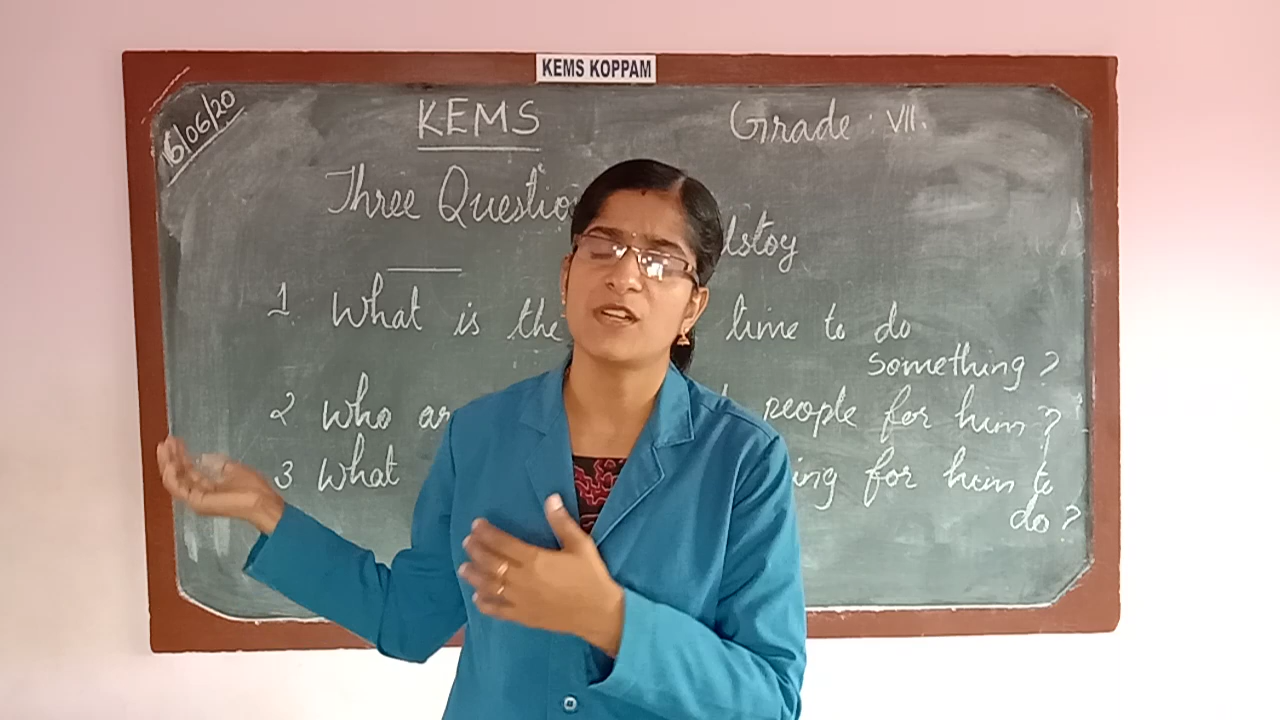 KEMS KOPPAM
16/06/20
KEMS Grade : VII.
Three Questio
lstoy
1. What is the time to do
something ?
2 Who ar people for him ?
3 What ing for him to
do ?